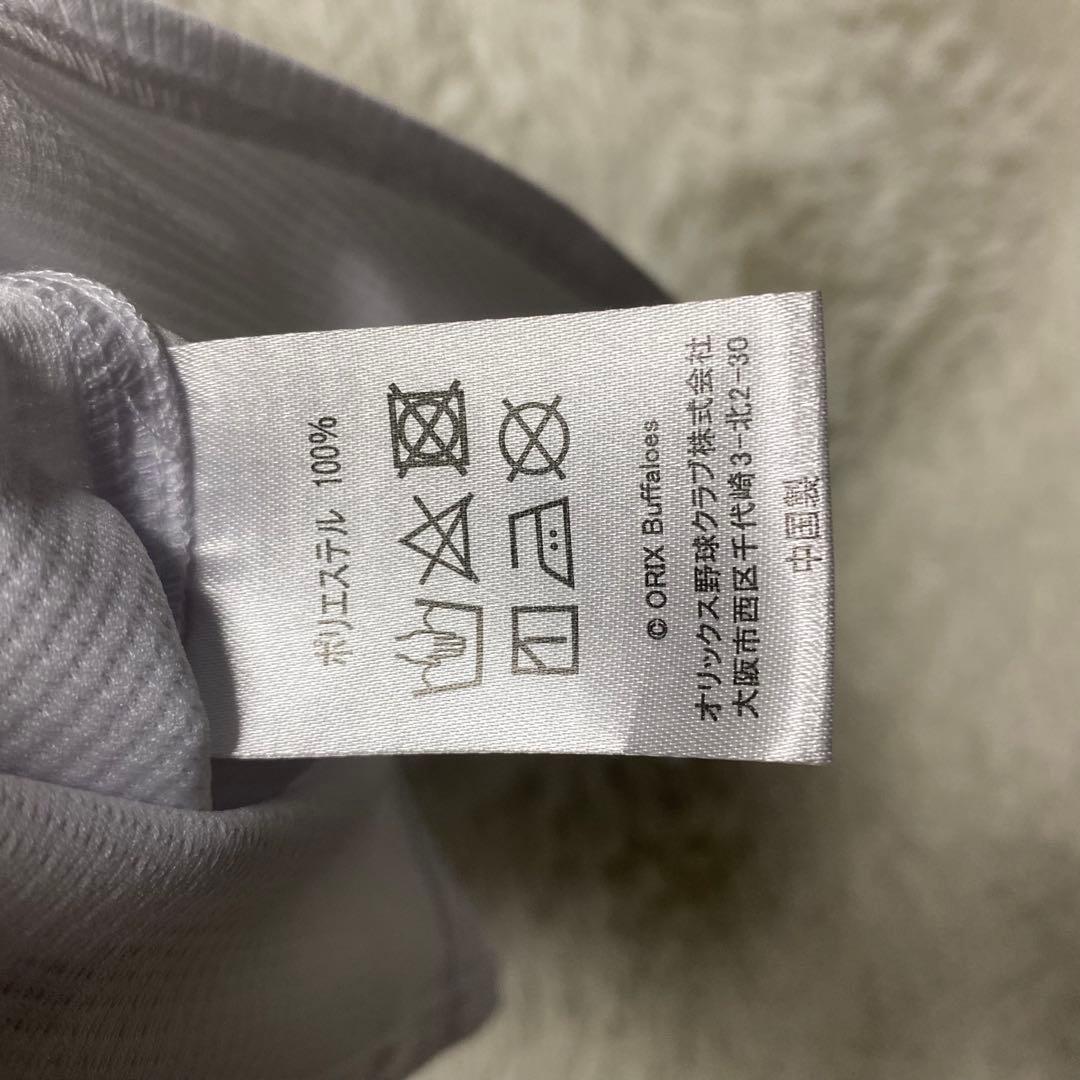 ポリエステル 100%
© ORIX Buffaloes
オリックス野球クラブ株式会社
大阪市西区千代崎3-北2-30
中国製